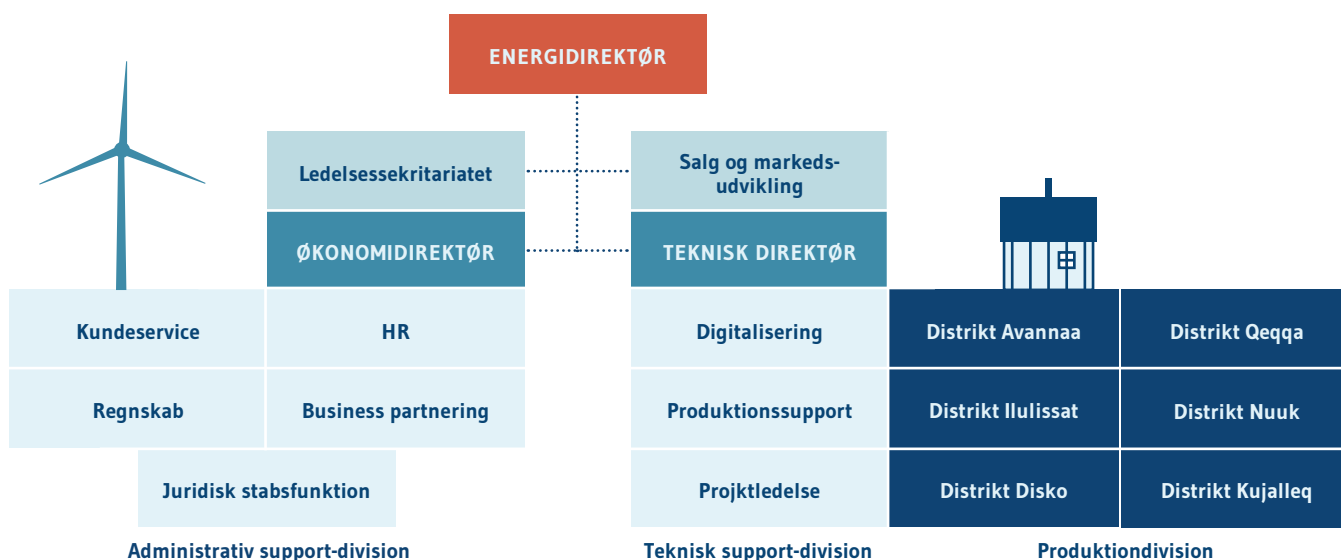 ENERGIDIREKTØR
Ledelsessekritariatet
Salg og markeds-
udvikling
ØKONOMIDIREKTØR
TEKNISK DIREKTØR
Kundeservice
HR
Digitalisering
Distrikt Avannaa
Distrikt Qeqqa
Regnskab
Business partnering
Produktionssupport
Distrikt Ilulissat
Distrikt Nuuk
Juridisk stabsfunktion
Projktledelse
Distrikt Disko
Distrikt Kujalleq
Administrativ support-division
Teknisk support-division
Produktiondivision